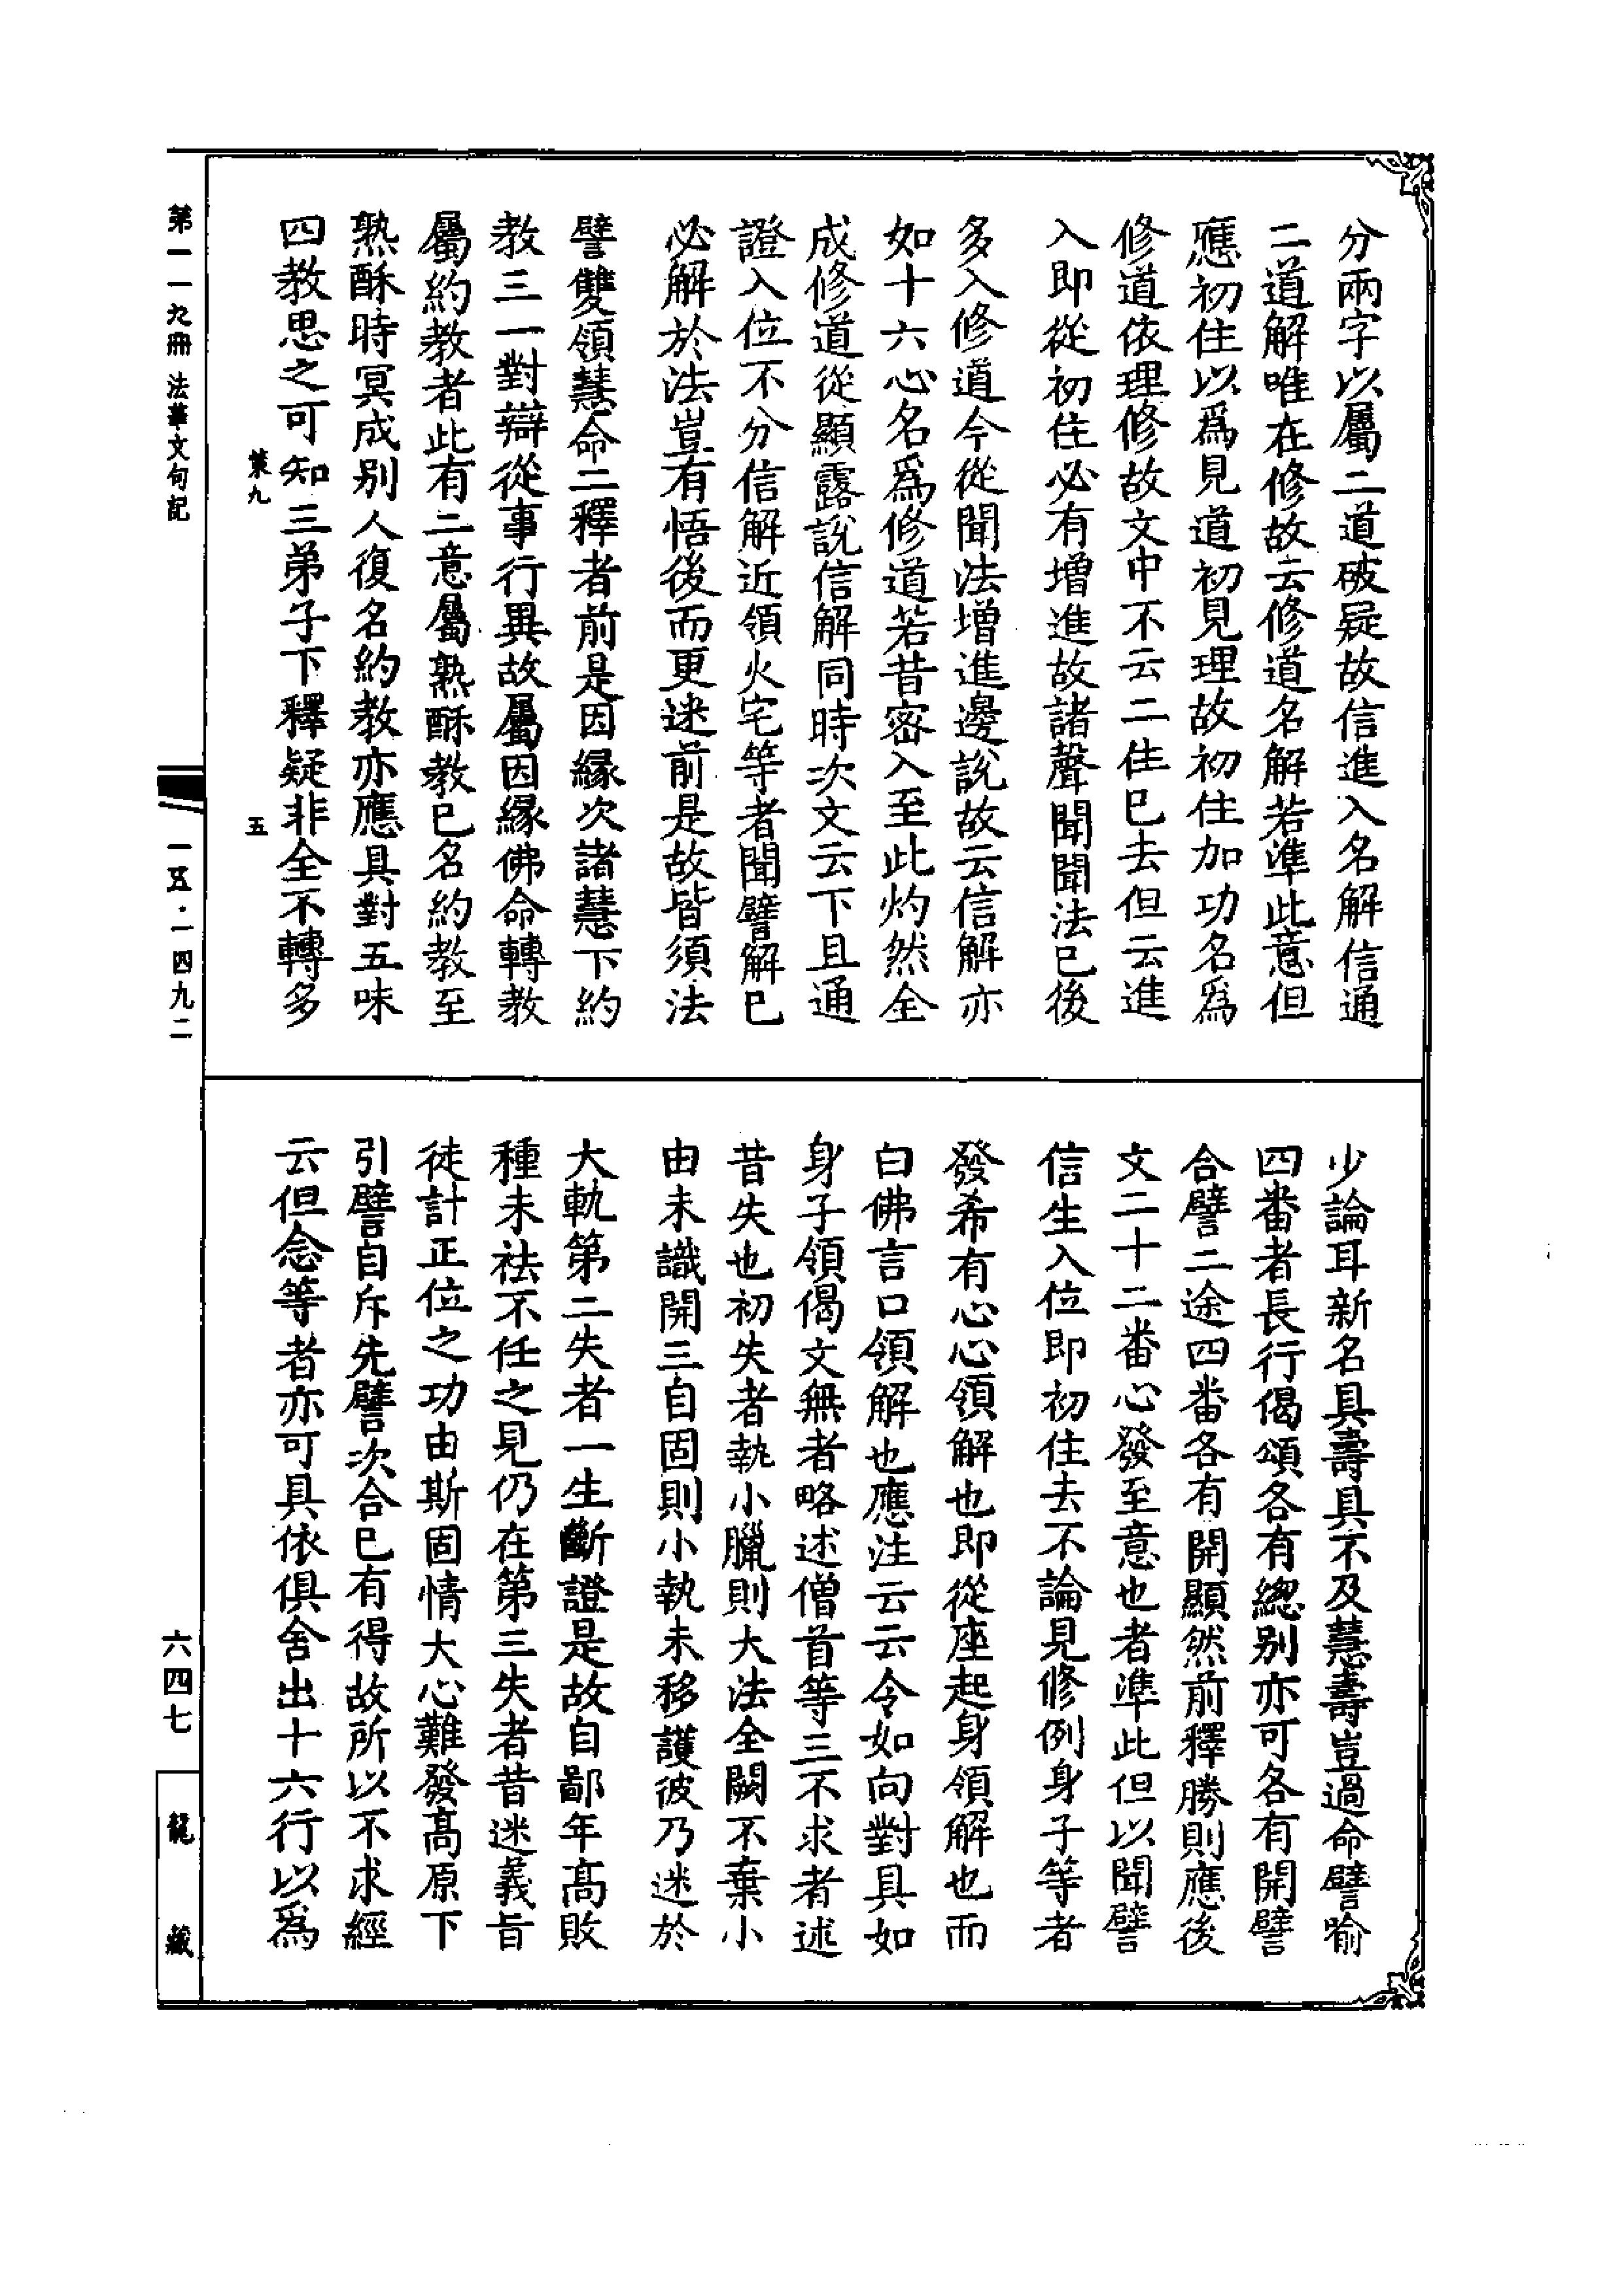 分兩字以屬二道破疑故信進入名解信通
二道解唯在修故云修道名解若準此意但
應初住以爲見道初見理故初住加功名爲
修道依理修故文中不云二住已去但云進
入即從初住必有增進故諸聲聞聞法已後
多入修道今從聞法增進邊說故云信解亦
如十六心名爲修道若昔密入至此灼然全
成修道從顯露說信解同時次文云下且通
證入位不分信解近領火宅等者聞譬解已
必解於法豈有悟後而更迷前是故皆須法
譬雙領慧命二釋者前是因緣次諸慧下約
教三一對辯從事行異故屬因緣佛命轉教
屬約教者此有二意屬熟酥教已名約教至
熟酥時冥成别人復名約教亦應具對五味
四教思之可知三弟子下釋疑非全不轉多
策九
五
少論耳新名具壽具不及慧壽豈過命譬喻
四番者長行偈頌各有總别亦可各有開譬
合譬二途四番各有開顯然前釋勝則應後
文二十二番心發至意也者準此但以聞譬
信生入位即初住去不論見修例身子等者
發希有心心領解也即從座起身領解也而
白佛言口領解也應注云云令如向對具如
身子領偈文無者略述僧首等三不求者述
昔失也初失者執小臘則大法全闕不棄小
由未識開三自固則小執未移護彼乃迷於
大軌第二失者一生斷證是故自鄙年高敗
種未祛不任之見仍在第三失者昔迷義旨
徒計正位之功由斯固情大心難發高原下
引譬自斥先譬次合已有得故所以不求經
云但念等者亦可具依俱舍出十六行以爲
第一一九冊 法華文句記
一五·一四九二
六四七
龍藏